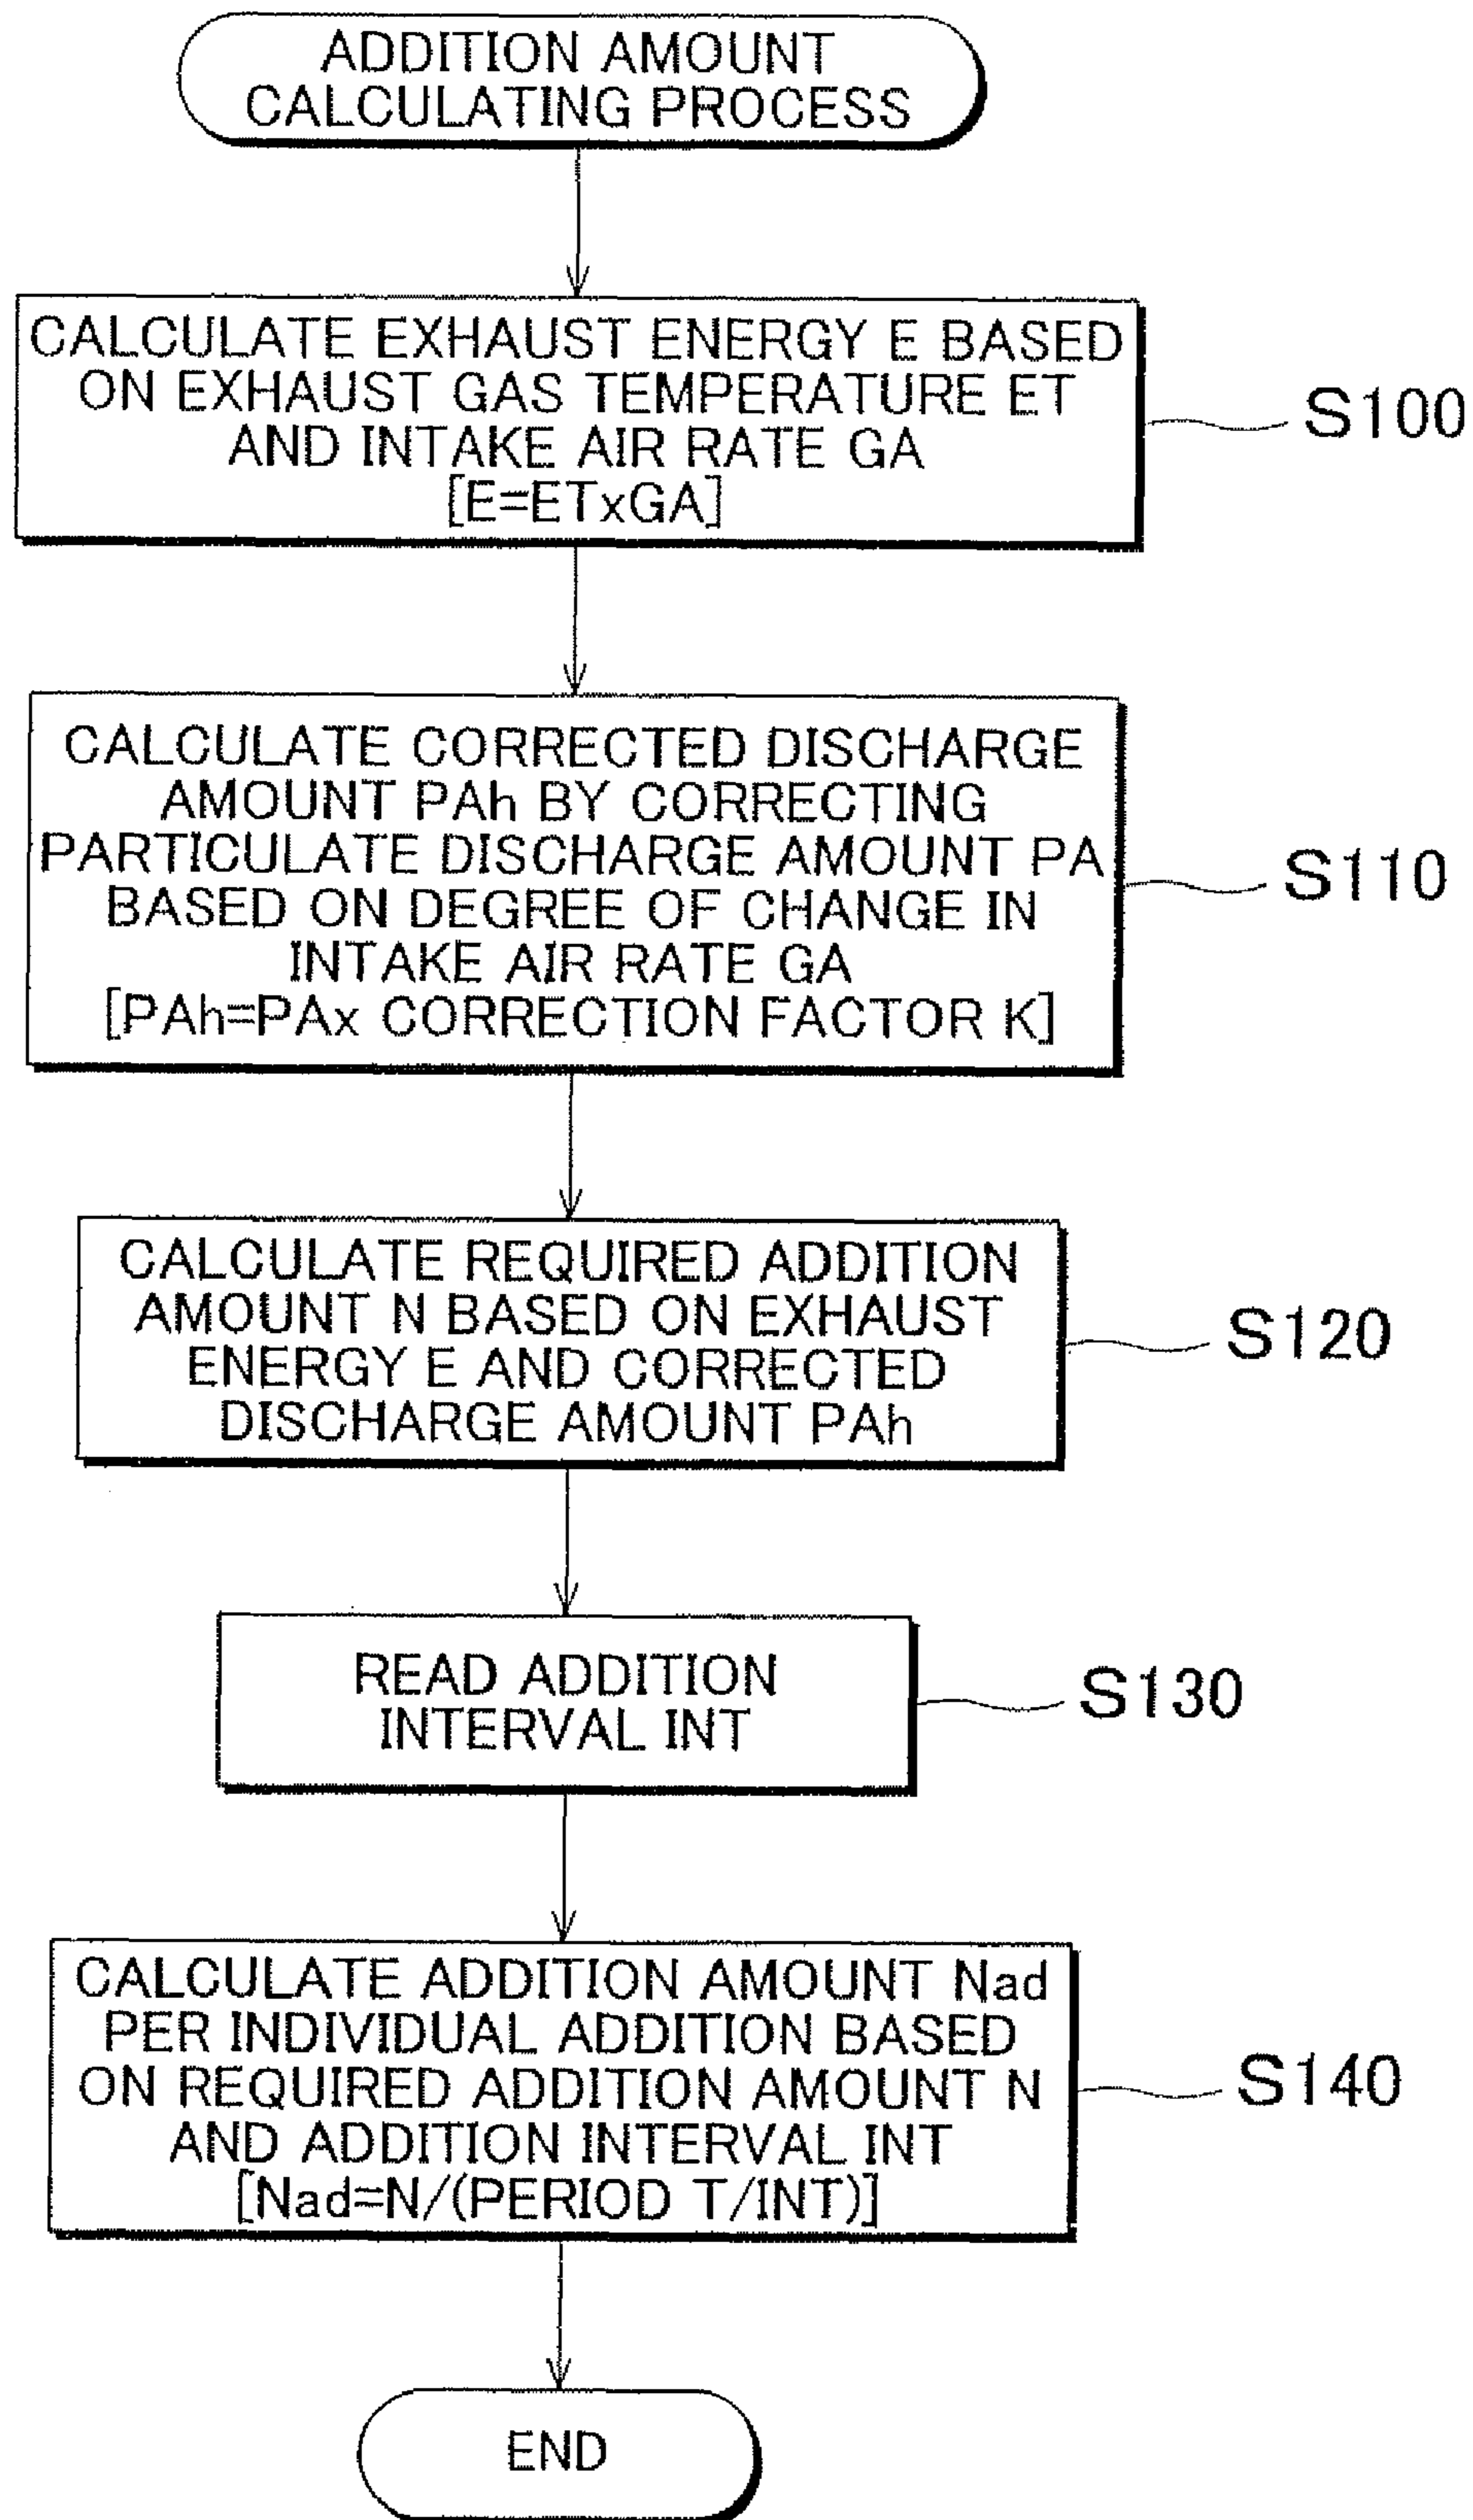 ADDITION AMOUNT
CALCULATING PROCESS
CALCULATE EXHAUST ENERGY E BASED
ON EXHAUST GAS TEMPERATURE ET
AND INTAKE AIR RATE GA
[E=ETxGA]
S100
CALCULATE CORRECTED DISCHARGE
AMOUNT PAh BY CORRECTING
PARTICULATE DISCHARGE AMOUNT PA
BASED ON DEGREE OF CHANGE IN
INTAKE AIR RATE GA
[PAh=PAx CORRECTION FACTOR K]
S110
CALCULATE REQUIRED ADDITION
AMOUNT N BASED ON EXHAUST
ENERGY E AND CORRECTED
DISCHARGE AMOUNT PAh
S120
READ ADDITION
INTERVAL INT
S130
CALCULATE ADDITION AMOUNT Nad
PER INDIVIDUAL ADDITION BASED
ON REQUIRED ADDITION AMOUNT N
AND ADDITION INTERVAL INT
[Nad=N/(PERIOD T/INT)]
S140
END